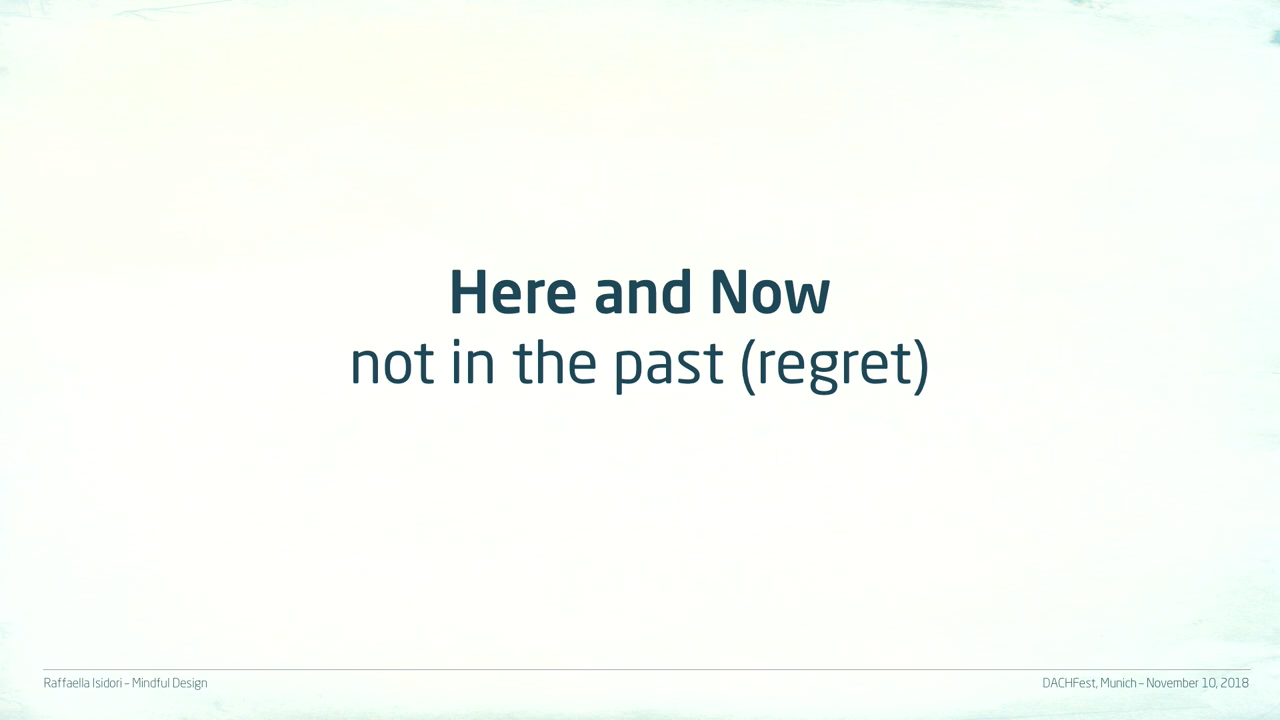 Here and Now
not in the past (regret)
Raffaella Isidori – Mindful Design
DACHFest, Munich – November 10, 2018